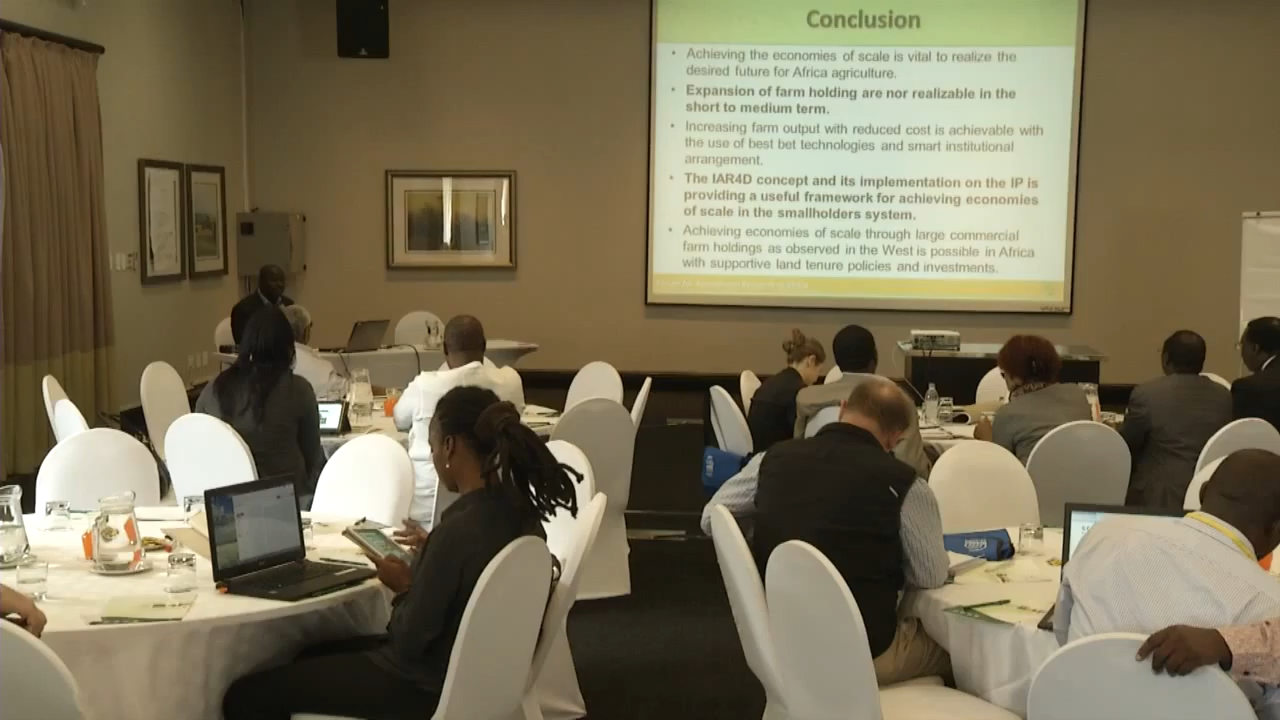 Conclusion
• Achieving the economies of scale is vital to realize the
desired future for Africa agriculture.
• Expansion of farm holding are nor realizable in the
short to medium term.
• Increasing farm output with reduced cost is achievable with
the use of best bet technologies and smart institutional
arrangement.
• The IAR4D concept and its implementation on the IP is
providing a useful framework for achieving economies
of scale in the smallholders system.
• Achieving economies of scale through large commercial
farm holdings as observed in the West is possible in Africa
with supportive land tenure policies and investments.